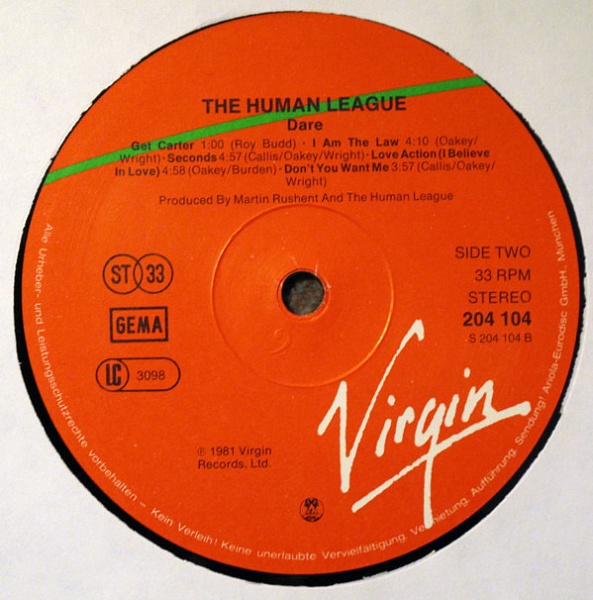 THE HUMAN LEAGUE
Dare
Get Carter 1:00 (Roy Budd) · I Am The Law 4:10 (Oakey/
Wright) · Seconds 4:57 (Callis/Oakey/Wright) · Love Action (I Believe
In Love) 4:58 (Oakey/Burden) · Don't You Want Me 3:57 (Callis/Oakey/
Wright)
Produced By Martin Rushent And The Human League
ST 33
GEMA
LC 3098
SIDE TWO
33 RPM
STEREO
204 104
S 204 104 B
Virgin
℗ 1981 Virgin
Records, Ltd.
Alle Urheber- und Leistungsschutzrechte vorbehalten – Kein Verleih! Keine unerlaubte Vervielfältigung, Vermietung, Aufführung, Sendung! Ariola-Eurodisc GmbH., München